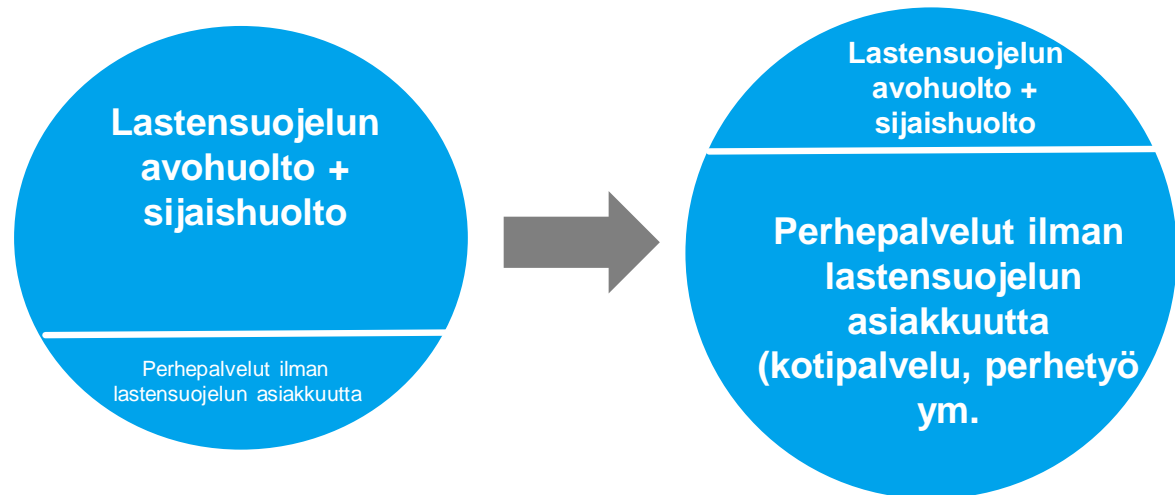 Lastensuojelun
avohuolto +
sijaishuolto
Perhepalvelut ilman
lastensuojelun asiakkuutta
Lastensuojelun
avohuolto +
sijaishuolto
Perhepalvelut ilman
lastensuojelun
asiakkuutta
(kotipalvelu, perhetyö
ym.